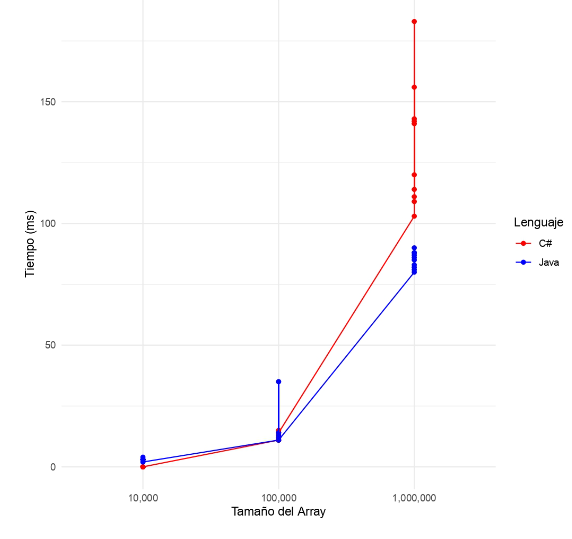 150
100
50
0
Tiempo (ms)
10,000
100,000
1,000,000
Tamaño del Array
Lenguaje
C#
Java